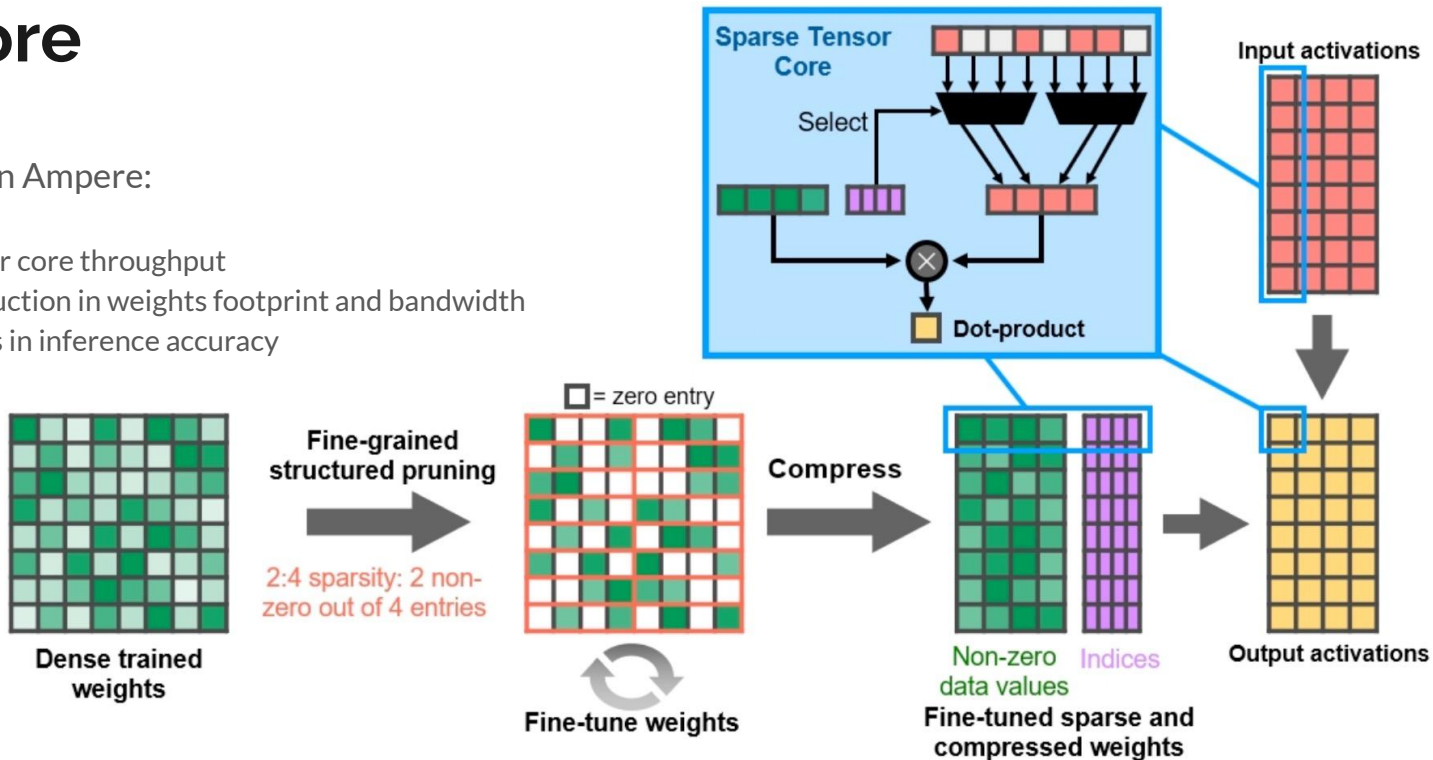 ore
n Ampere:
r core throughput
uction in weights footprint and bandwidth
s in inference accuracy
Sparse Tensor
Core
Select
Dot-product
Input activations
= zero entry
Fine-grained
structured pruning
2:4 sparsity: 2 non-
zero out of 4 entries
Compress
Dense trained
weights
Fine-tune weights
Non-zero
data values
Indices
Fine-tuned sparse and
compressed weights
Output activations